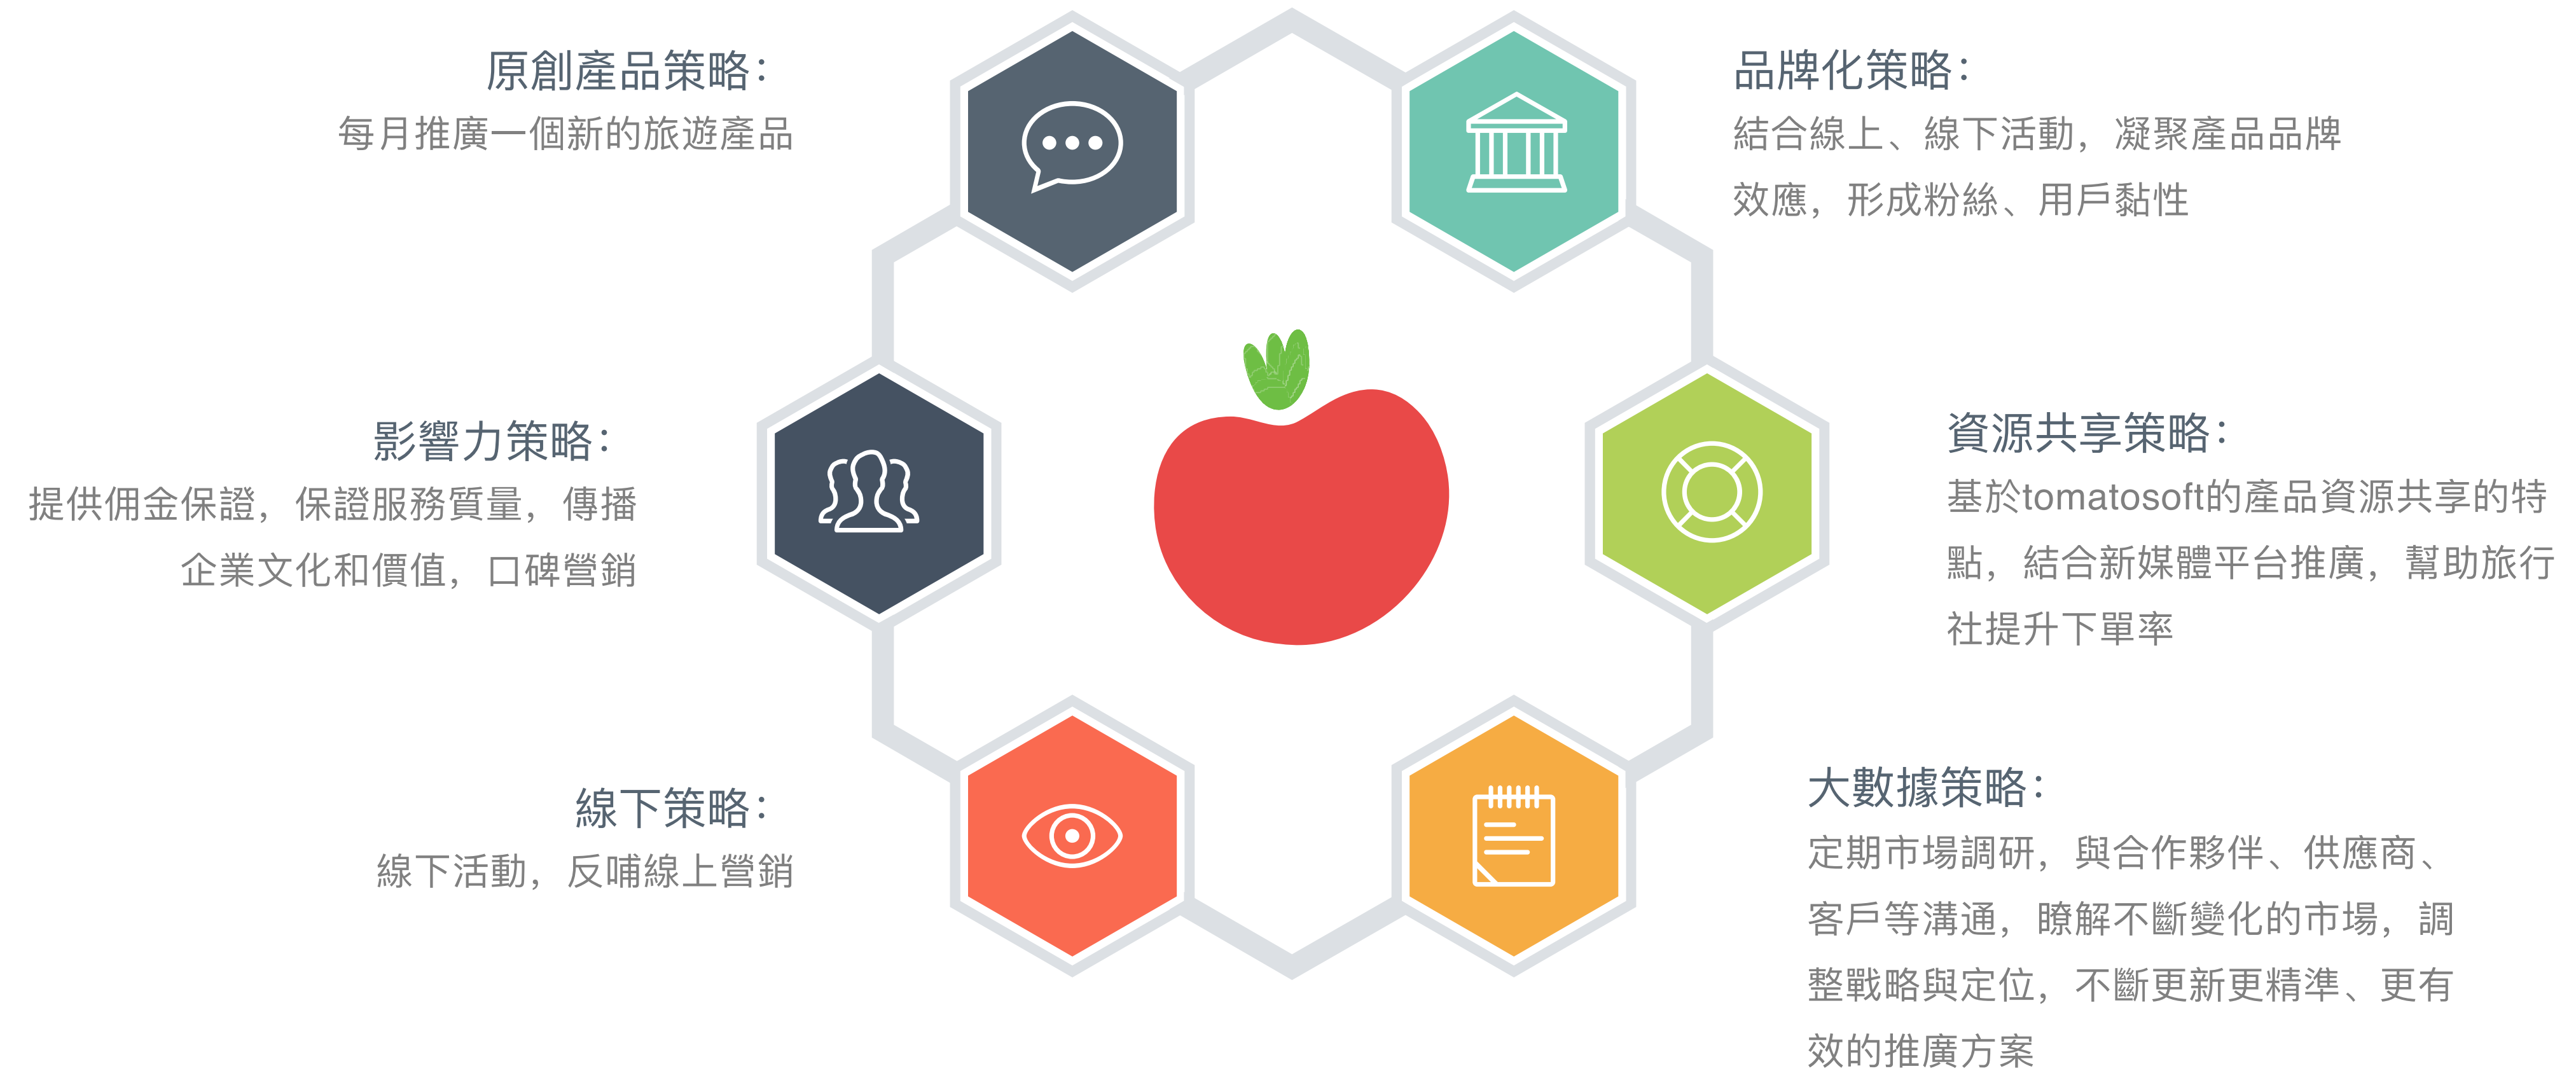 原創產品策略：
每月推廣一個新的旅遊產品
品牌化策略：
結合線上、線下活動，凝聚產品品牌
效應，形成粉絲、用戶黏性
影響力策略：
提供佣金保證，保證服務質量，傳播
企業文化和價值，口碑營銷
資源共享策略：
基於tomatosoft的產品資源共享的特
點，結合新媒體平台推廣，幫助旅行
社提升下單率
線下策略：
線下活動，反哺線上營銷
大數據策略：
定期市場調研，與合作夥伴、供應商、
客戶等溝通，瞭解不斷變化的市場，調
整戰略與定位，不斷更新更精準、更有
效的推廣方案